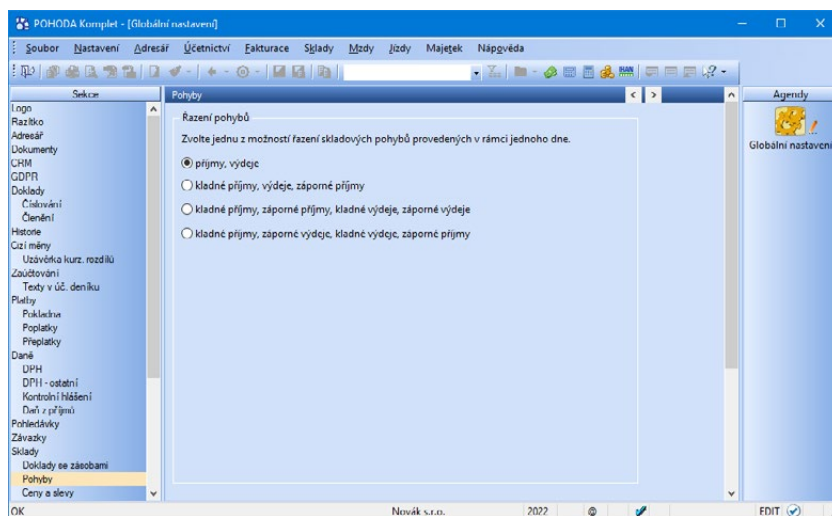 POHODA Komplet - [Globální nastavení]
Soubor Nastavení Adresář Účetnictví Fakturace Sklady Mzdy Jízdy Majetek Nápověda
Sekce
Logo
Razítko
Adresář
Dokumenty
CRM
GDPR
Doklady
Číslování
Členění
Historie
Cizí měny
Uzávěrka kurz. rozdílů
Zaúčtování
Texty v úč. deníku
Platby
Pokladna
Poplatky
Přeplatky
Daně
DPH
DPH - ostatní
Kontrolní hlášení
Daň z příjmů
Pohledávky
Závazky
Sklady
Doklady se zásobami
Pohyby
Ceny a slevy
Pohyby
Řazení pohybů
Zvolte jednu z možností řazení skladových pohybů provedených v rámci jednoho dne.
příjmy, výdeje
kladné příjmy, výdeje, záporné příjmy
kladné příjmy, záporné příjmy, kladné výdeje, záporné výdeje
kladné příjmy, záporné výdeje, kladné výdeje, záporné příjmy
Agendy
Globální nastavení
OK Novák s.r.o. 2022 @ EDIT